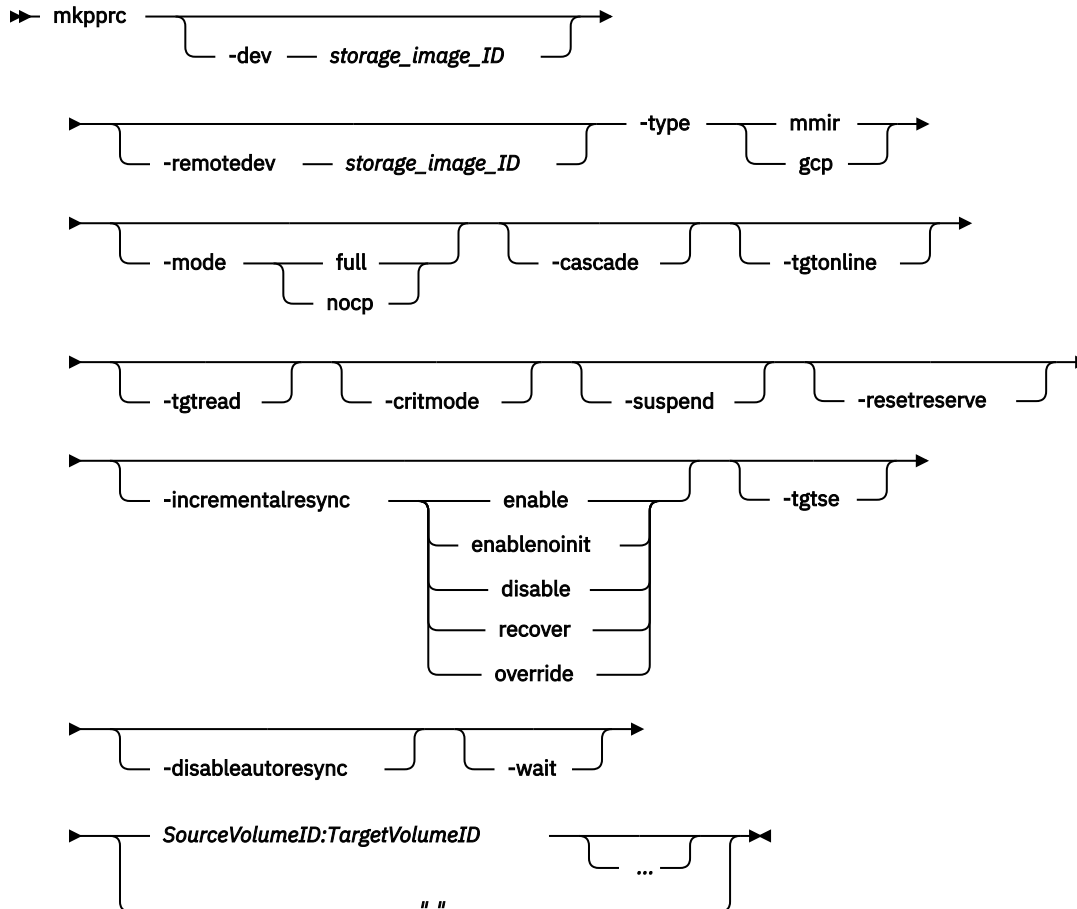 mkpprc
-dev storage_image_ID
-remotedev storage_image_ID -type mmir
gcp
-mode full
nocp
-cascade
-tgtonline
-tgtread
-critmode
-suspend
-resetreserve
-incrementalresync enable
enablenoinit
disable
recover
override
-tgtse
-disableautoresync
-wait
SourceVolumeID:TargetVolumeID
...
"_"